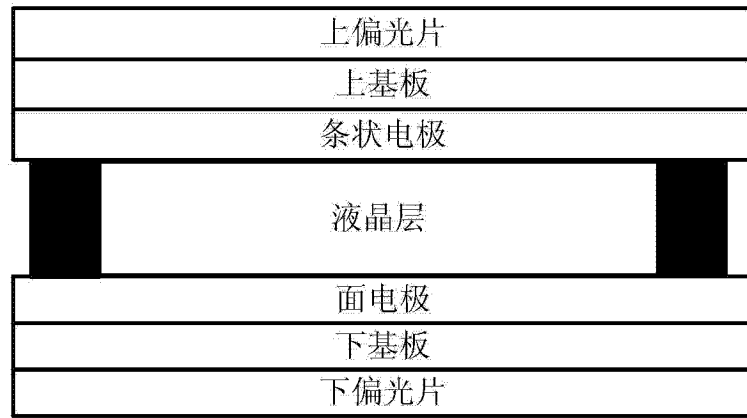 上偏光片
上基板
条状电极
液晶层
面电极
下基板
下偏光片